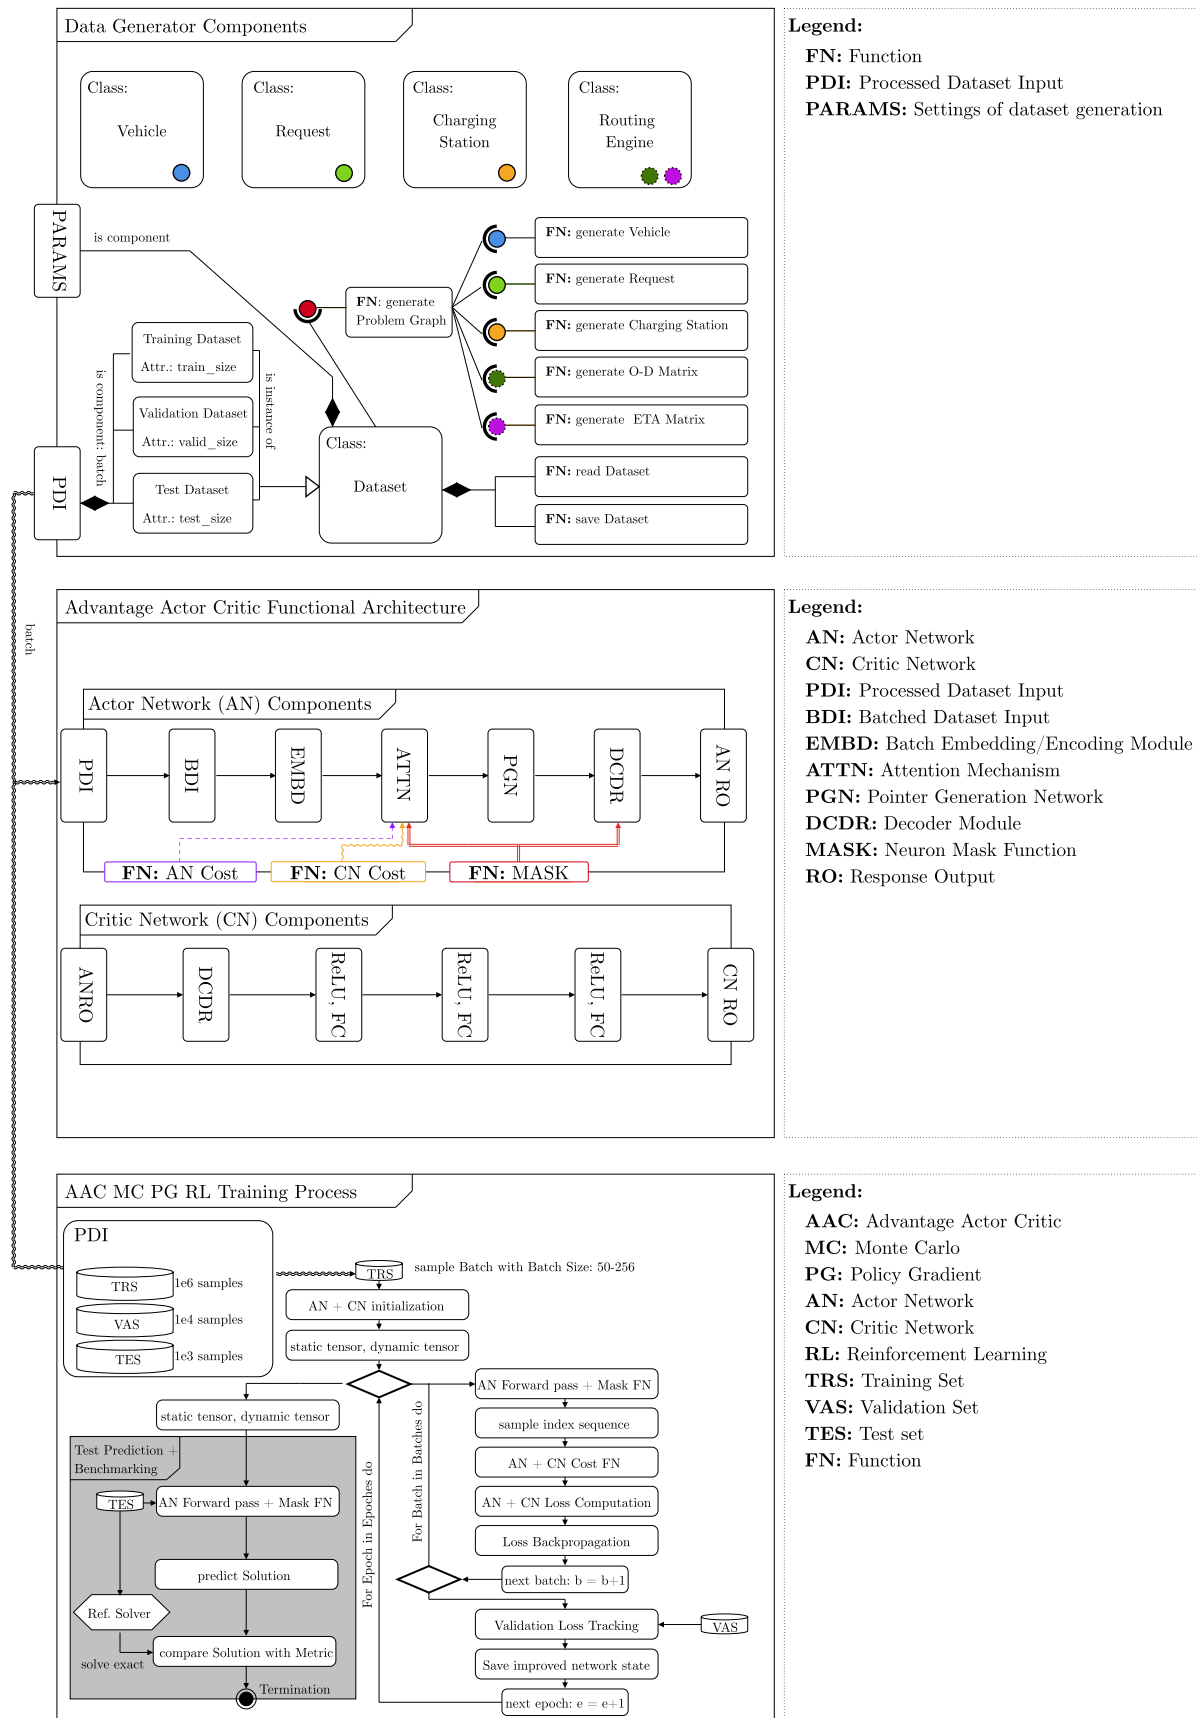 Data Generator Components
Class:
Vehicle
Class:
Request
Class:
Charging
Station
Class:
Routing
Engine
PARAMS
is component
FN: generate
Problem Graph
FN: generate Vehicle
FN: generate Request
FN: generate Charging Station
FN: generate O-D Matrix
FN: generate  ETA Matrix
Training Dataset
Attr.: train_size
Validation Dataset
Attr.: valid_size
Test Dataset
Attr.: test_size
is component: batch
is instance of
PDI
Class:
Dataset
FN: read Dataset
FN: save Dataset
Legend:
FN: Function
PDI: Processed Dataset Input
PARAMS: Settings of dataset generation
batch
Advantage Actor Critic Functional Architecture
Actor Network (AN) Components
PDI
BDI
EMBD
ATTN
PGN
DCDR
AN RO
FN: AN Cost
FN: CN Cost
FN: MASK
Critic Network (CN) Components
ANRO
DCDR
ReLU, FC
ReLU, FC
ReLU, FC
CN RO
Legend:
AN: Actor Network
CN: Critic Network
PDI: Processed Dataset Input
BDI: Batched Dataset Input
EMBD: Batch Embedding/Encoding Module
ATTN: Attention Mechanism
PGN: Pointer Generation Network
DCDR: Decoder Module
MASK: Neuron Mask Function
RO: Response Output
AAC MC PG RL Training Process
PDI
TRS
1e6 samples
VAS
1e4 samples
TES
1e3 samples
TRS
sample Batch with Batch Size: 50-256
AN + CN initialization
static tensor, dynamic tensor
static tensor, dynamic tensor
Test Prediction +
Benchmarking
TES
AN Forward pass + Mask FN
predict Solution
Ref. Solver
solve exact
compare Solution with Metric
Termination
For Epoch in Epoches do
For Batch in Batches do
AN Forward pass + Mask FN
sample index sequence
AN + CN Cost FN
AN + CN Loss Computation
Loss Backpropagation
next batch: b = b+1
Validation Loss Tracking
VAS
Save improved network state
next epoch: e = e+1
Legend:
AAC: Advantage Actor Critic
MC: Monte Carlo
PG: Policy Gradient
AN: Actor Network
CN: Critic Network
RL: Reinforcement Learning
TRS: Training Set
VAS: Validation Set
TES: Test set
FN: Function